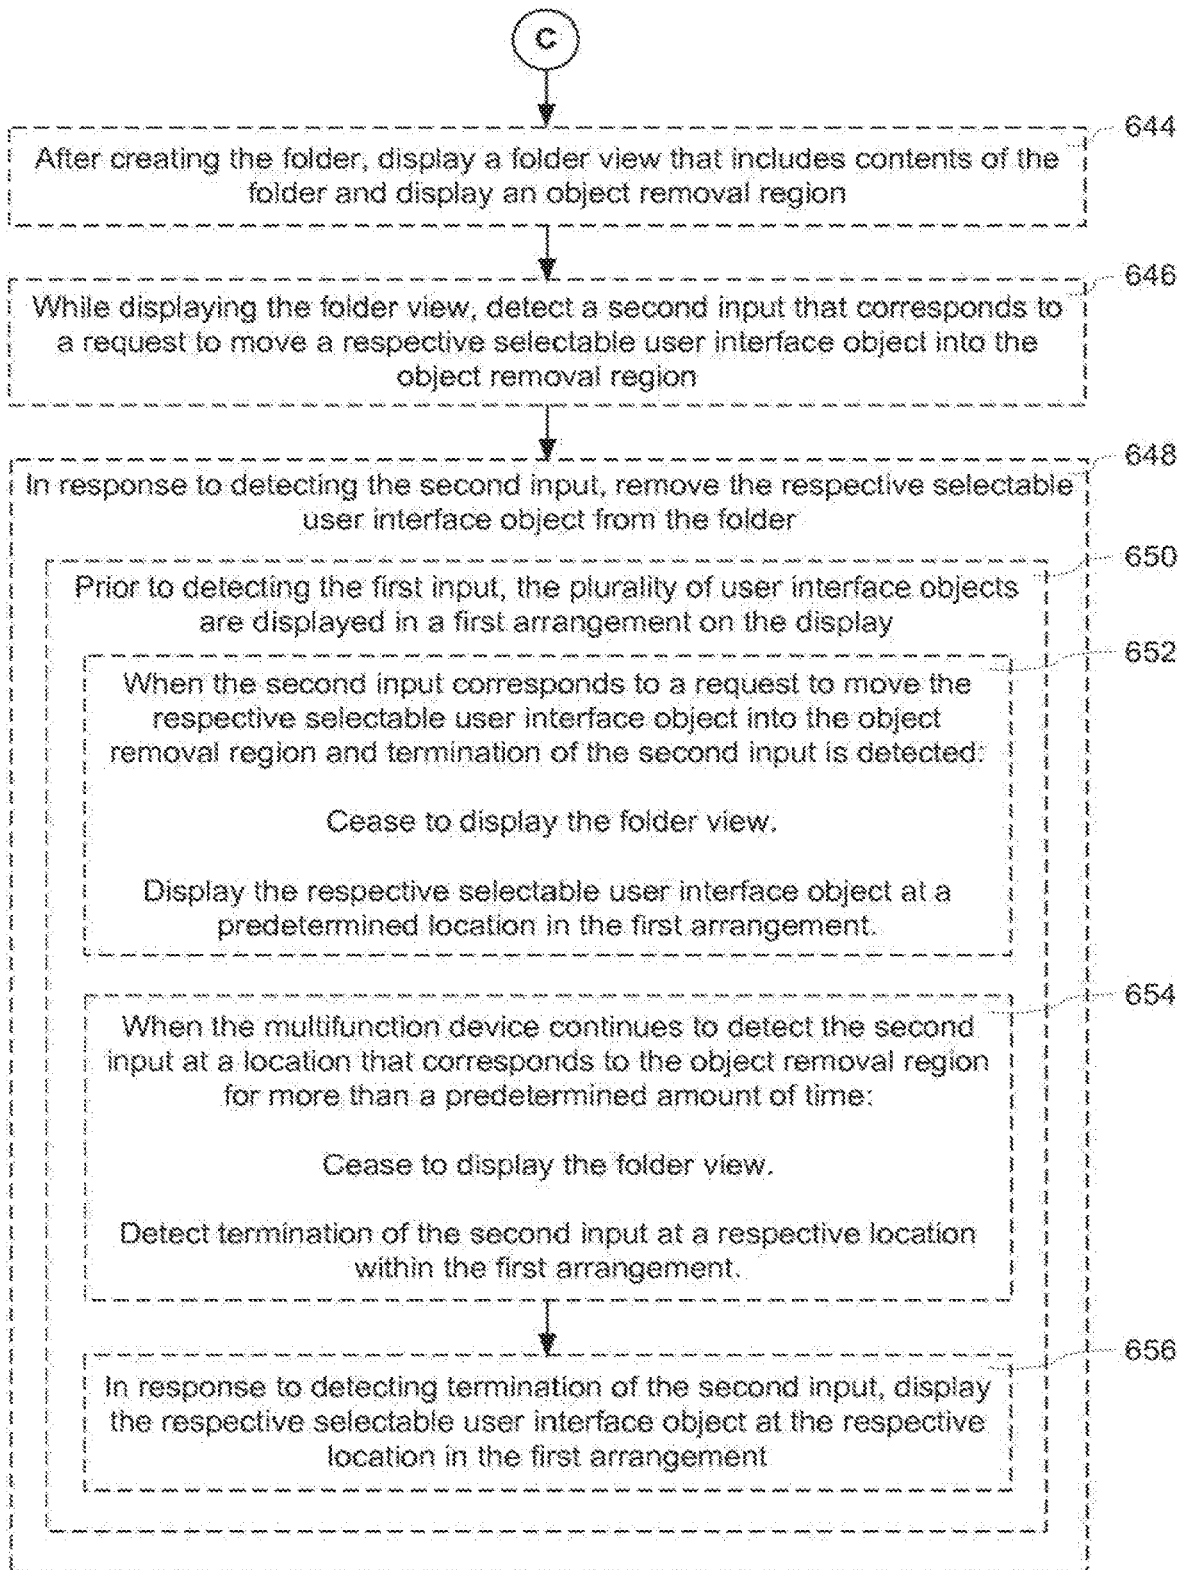 C
644
After creating the folder, display a folder view that includes contents of the
folder and display an object removal region
646
While displaying the folder view, detect a second input that corresponds to
a request to move a respective selectable user interface object into the
object removal region
648
In response to detecting the second input, remove the respective selectable
user interface object from the folder
650
Prior to detecting the first input, the plurality of user interface objects
are displayed in a first arrangement on the display
652
When the second input corresponds to a request to move the
respective selectable user interface object into the object
removal region and termination of the second input is detected:
Cease to display the folder view.
Display the respective selectable user interface object at a
predetermined location in the first arrangement.
654
When the multifunction device continues to detect the second
input at a location that corresponds to the object removal region
for more than a predetermined amount of time:
Cease to display the folder view.
Detect termination of the second input at a respective location
within the first arrangement.
656
In response to detecting termination of the second input, display
the respective selectable user interface object at the respective
location in the first arrangement